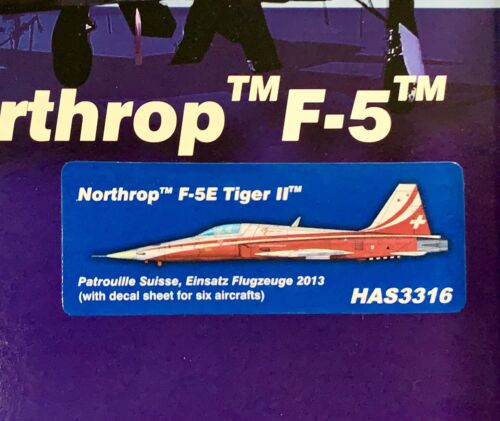 rthrop™ F-5™
Northrop™ F-5E Tiger II™
Patrouille Suisse, Einsatz Flugzeuge 2013
(with decal sheet for six aircrafts)
HAS3316